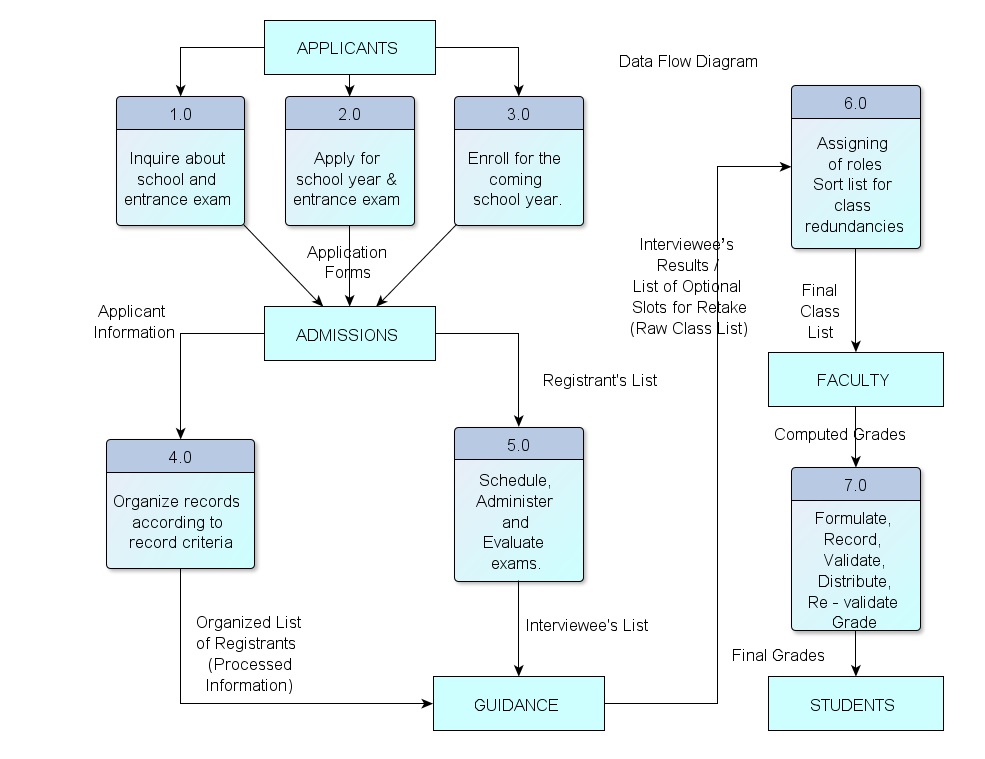 APPLICANTS
Data Flow Diagram
1.0
Inquire about
school and
entrance exam
2.0
Apply for
school year &
entrance exam
3.0
Enroll for the
coming
school year.
Application
Forms
ADMISSIONS
Applicant
Information
Registrant's List
4.0
Organize records
according to
record criteria
5.0
Schedule,
Administer
and
Evaluate
exams.
Organized List
of Registrants
(Processed
Information)
Interviewee's List
GUIDANCE
Interviewee’s
Results /
List of Optional
Slots for Retake
(Raw Class List)
6.0
Assigning
of roles
Sort list for
class
redundancies
Final
Class
List
FACULTY
Computed Grades
7.0
Formulate,
Record,
Validate,
Distribute,
Re - validate
Grade
Final Grades
STUDENTS